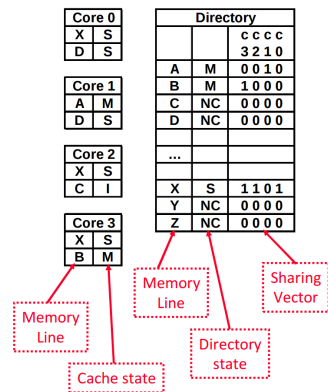 Core 0
X S
D S
Core 1
A M
D S
Core 2
X S
C I
Core 3
X S
B M
Directory
c c c c
3 2 1 0
A M 0 0 1 0
B M 1 0 0 0
C NC 0 0 0 0
D NC 0 0 0 0
...
X S 1 1 0 1
Y NC 0 0 0 0
Z NC 0 0 0 0
Memory
Line
Cache state
Memory
Line
Directory
state
Sharing
Vector